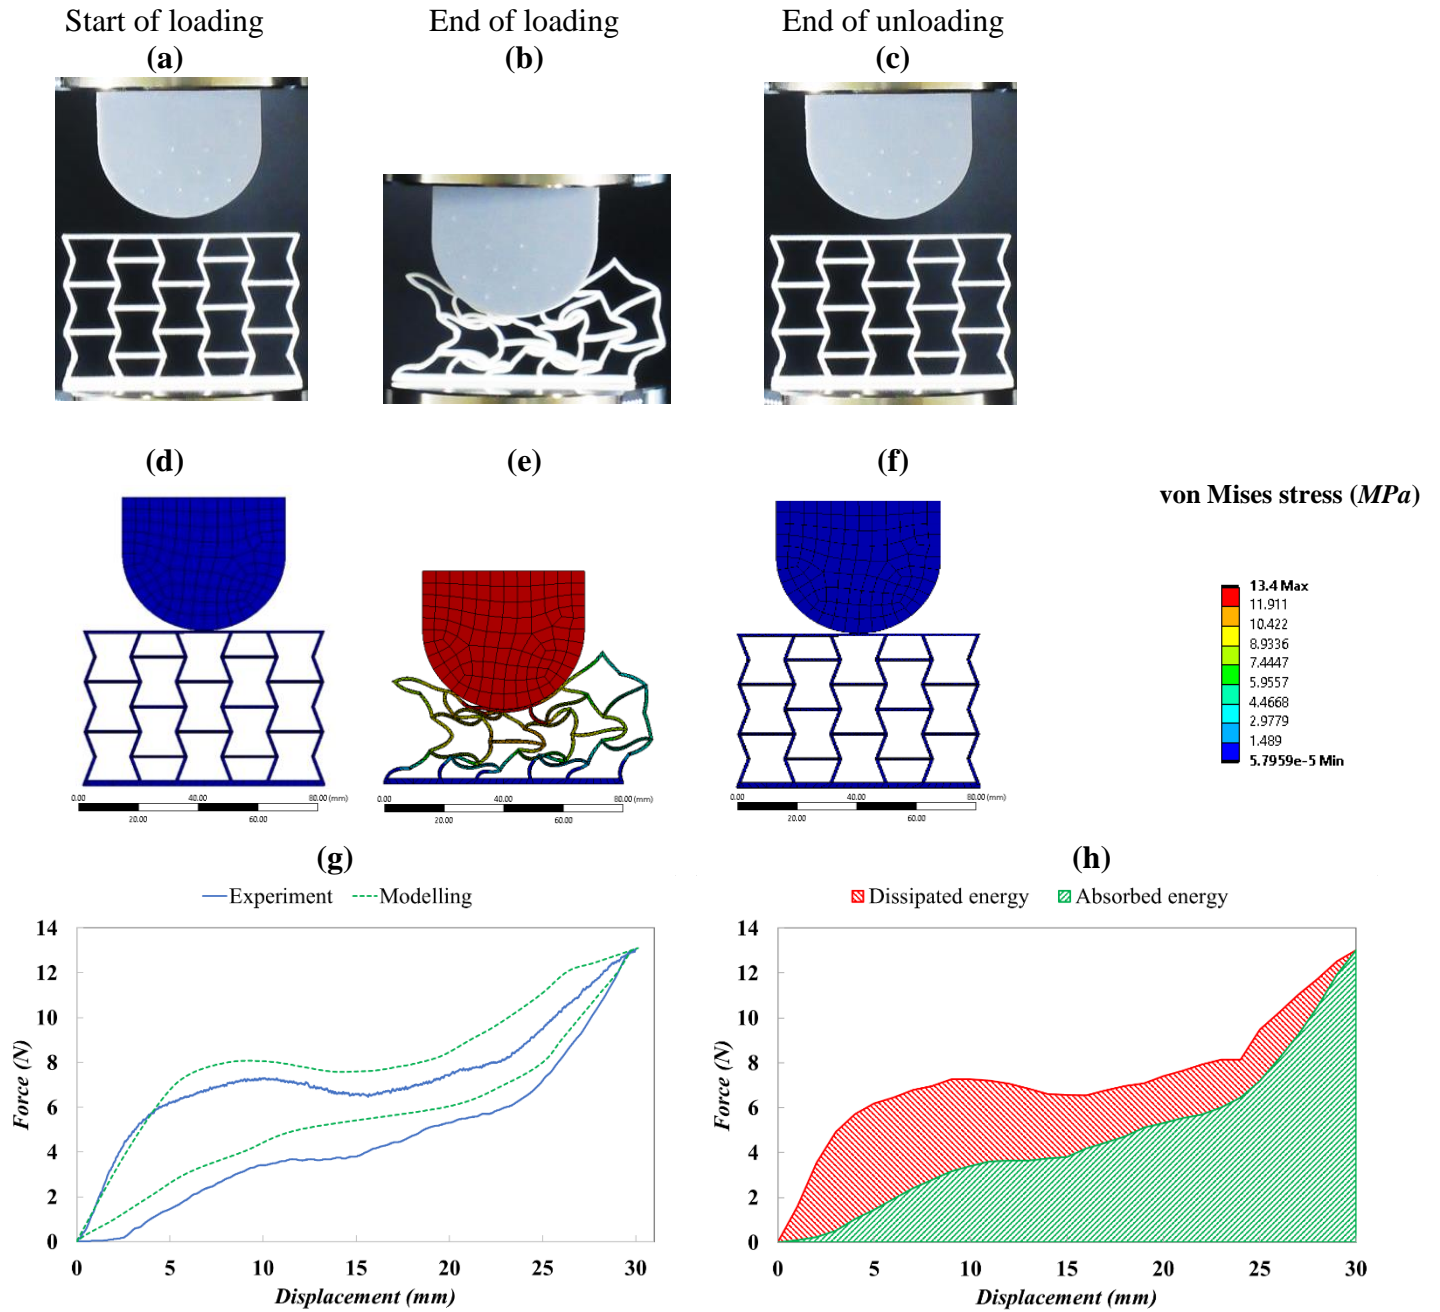 Start of loading End of loading End of unloading
(a) (b) (c)
(d) (e) (f)
von Mises stress (MPa)
13.4 Max
11.911
10.422
8.9336
7.4447
5.9557
4.4668
2.9779
1.489
5.7959e-5 Min
0.00 40.00 80.00 (mm)
20.00 60.00
0.00 40.00 80.00 (mm)
20.00 60.00
0.00 40.00 80.00 (mm)
20.00 60.00
(g)
Experiment Modelling
14
12
10
8
6
4
2
0
Force (N)
0 5 10 15 20 25 30
Displacement (mm)
(h)
Dissipated energy Absorbed energy
14
12
10
8
6
4
2
0
Force (N)
0 5 10 15 20 25 30
Displacement (mm)